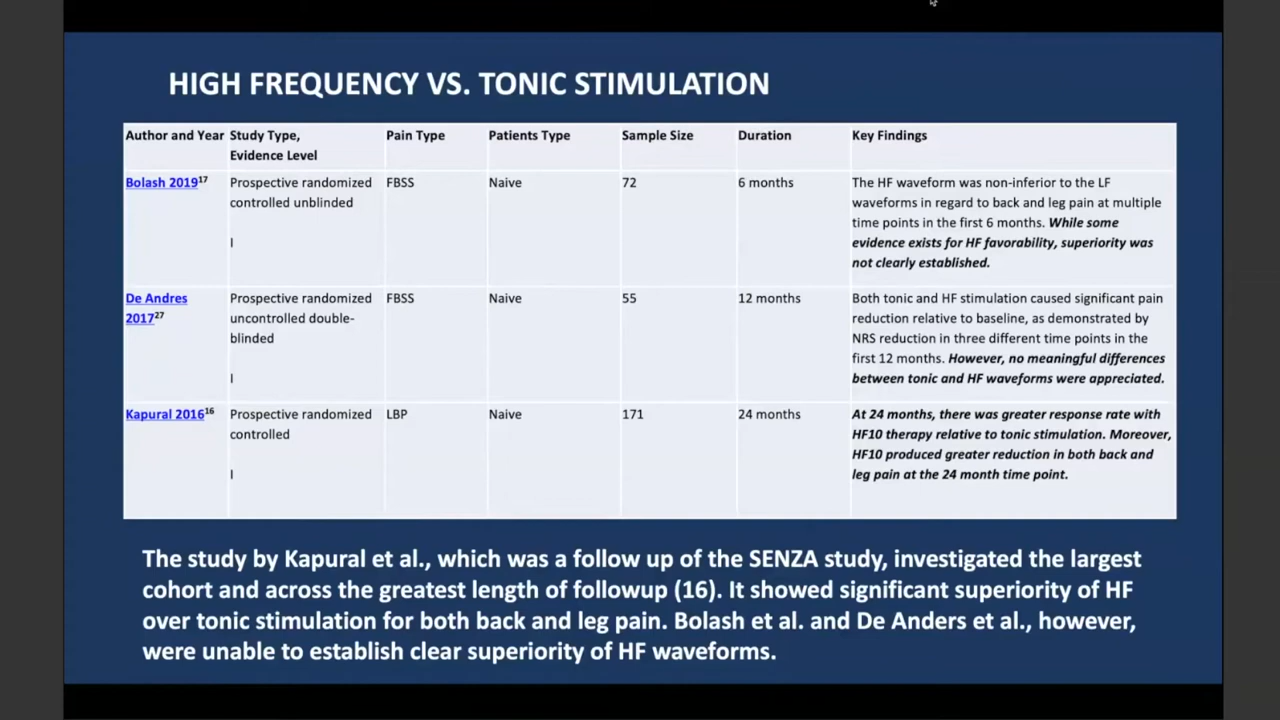 HIGH FREQUENCY VS. TONIC STIMULATION
Author and Year Study Type, Evidence Level Pain Type Patients Type Sample Size Duration Key Findings
Bolash 201917
Prospective randomized
controlled unblinded
I
FBSS
Naive
72
6 months
The HF waveform was non-inferior to the LF
waveforms in regard to back and leg pain at multiple
time points in the first 6 months. While some
evidence exists for HF favorability, superiority was
not clearly established.
De Andres
201727
Prospective randomized
uncontrolled double-
blinded
I
FBSS
Naive
55
12 months
Both tonic and HF stimulation caused significant pain
reduction relative to baseline, as demonstrated by
NRS reduction in three different time points in the
first 12 months. However, no meaningful differences
between tonic and HF waveforms were appreciated.
Kapural 201616
Prospective randomized
controlled
I
LBP
Naive
171
24 months
At 24 months, there was greater response rate with
HF10 therapy relative to tonic stimulation. Moreover,
HF10 produced greater reduction in both back and
leg pain at the 24 month time point.
The study by Kapural et al., which was a follow up of the SENZA study, investigated the largest
cohort and across the greatest length of followup (16). It showed significant superiority of HF
over tonic stimulation for both back and leg pain. Bolash et al. and De Anders et al., however,
were unable to establish clear superiority of HF waveforms.